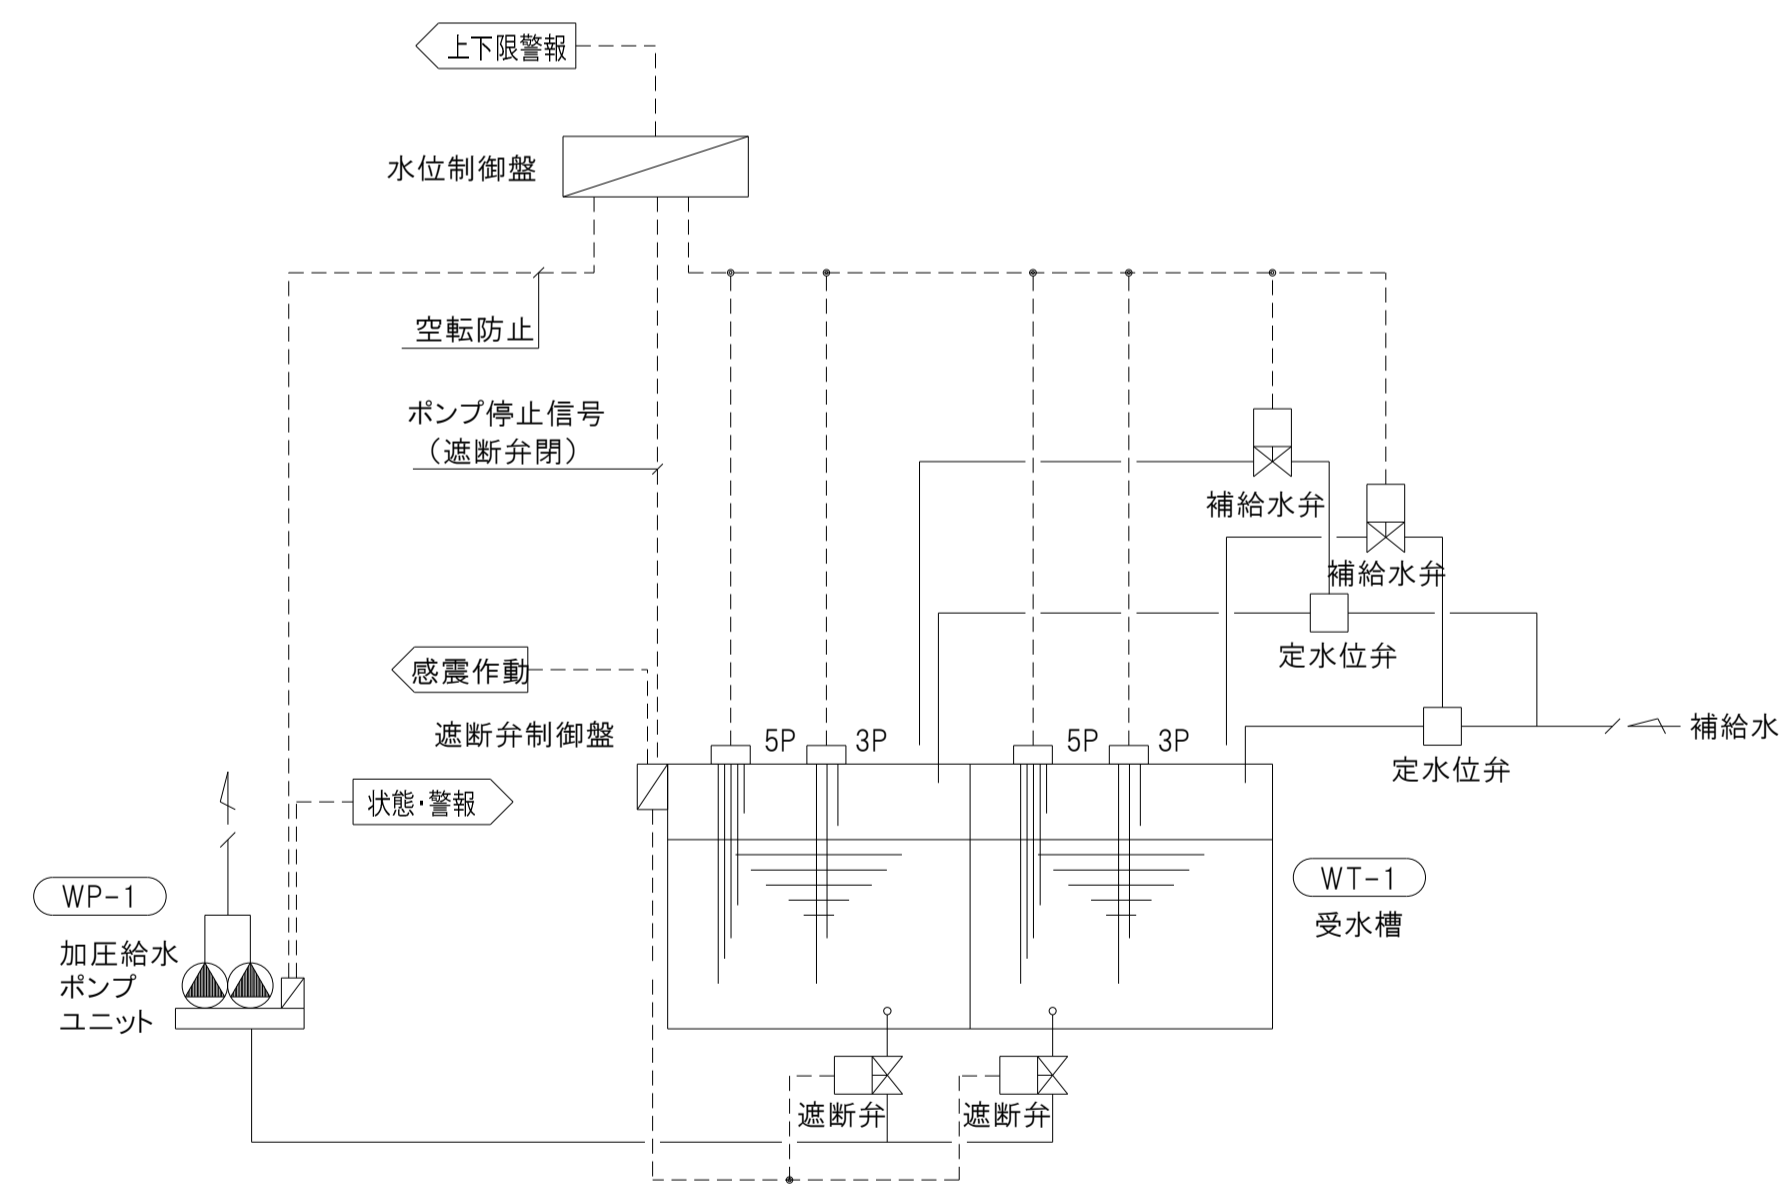 上下限警報
水位制御盤
空転防止
ポンプ停止信号
（遮断弁閉）
補給水弁
補給水弁
定水位弁
感震作動
遮断弁制御盤
5P
3P
5P
3P
補給水
定水位弁
状態・警報
WP-1
加圧給水
ポンプ
ユニット
WT-1
受水槽
遮断弁
遮断弁